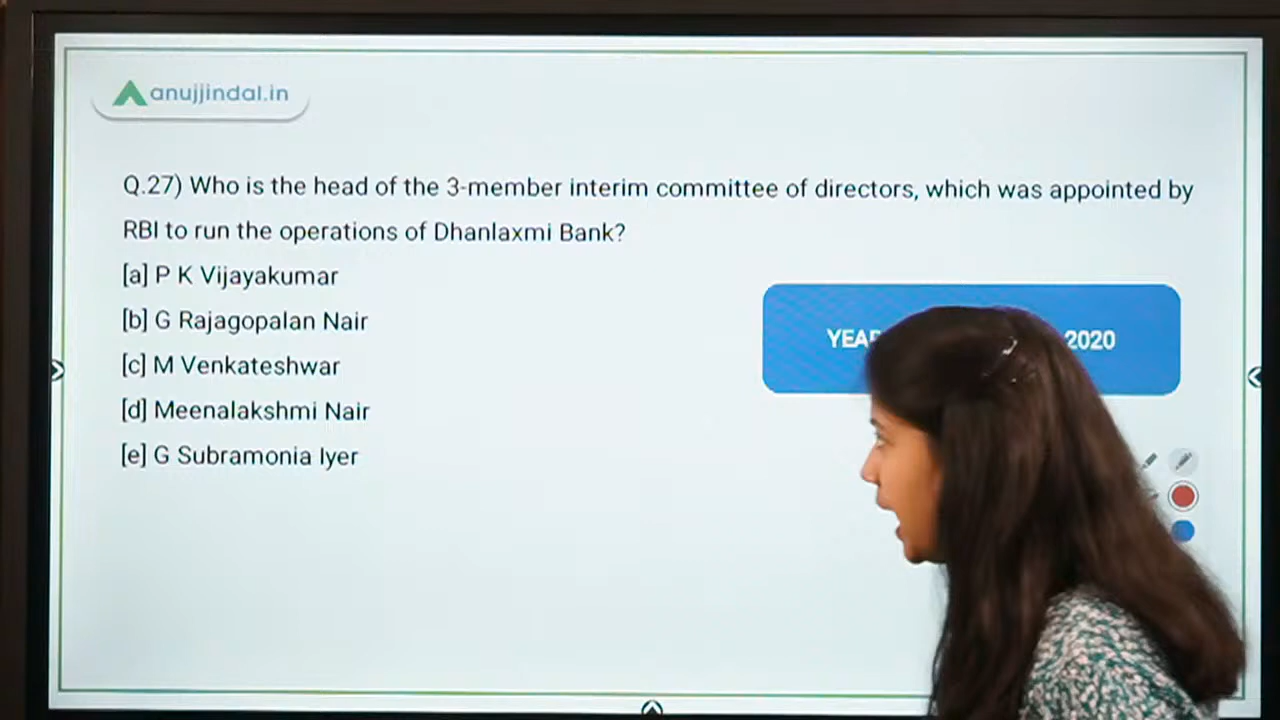 anujjindal.in
Q.27) Who is the head of the 3-member interim committee of directors, which was appointed by
RBI to run the operations of Dhanlaxmi Bank?
[a] P K Vijayakumar
[b] G Rajagopalan Nair
[c] M Venkateshwar
[d] Meenalakshmi Nair
[e] G Subramonia Iyer
2020